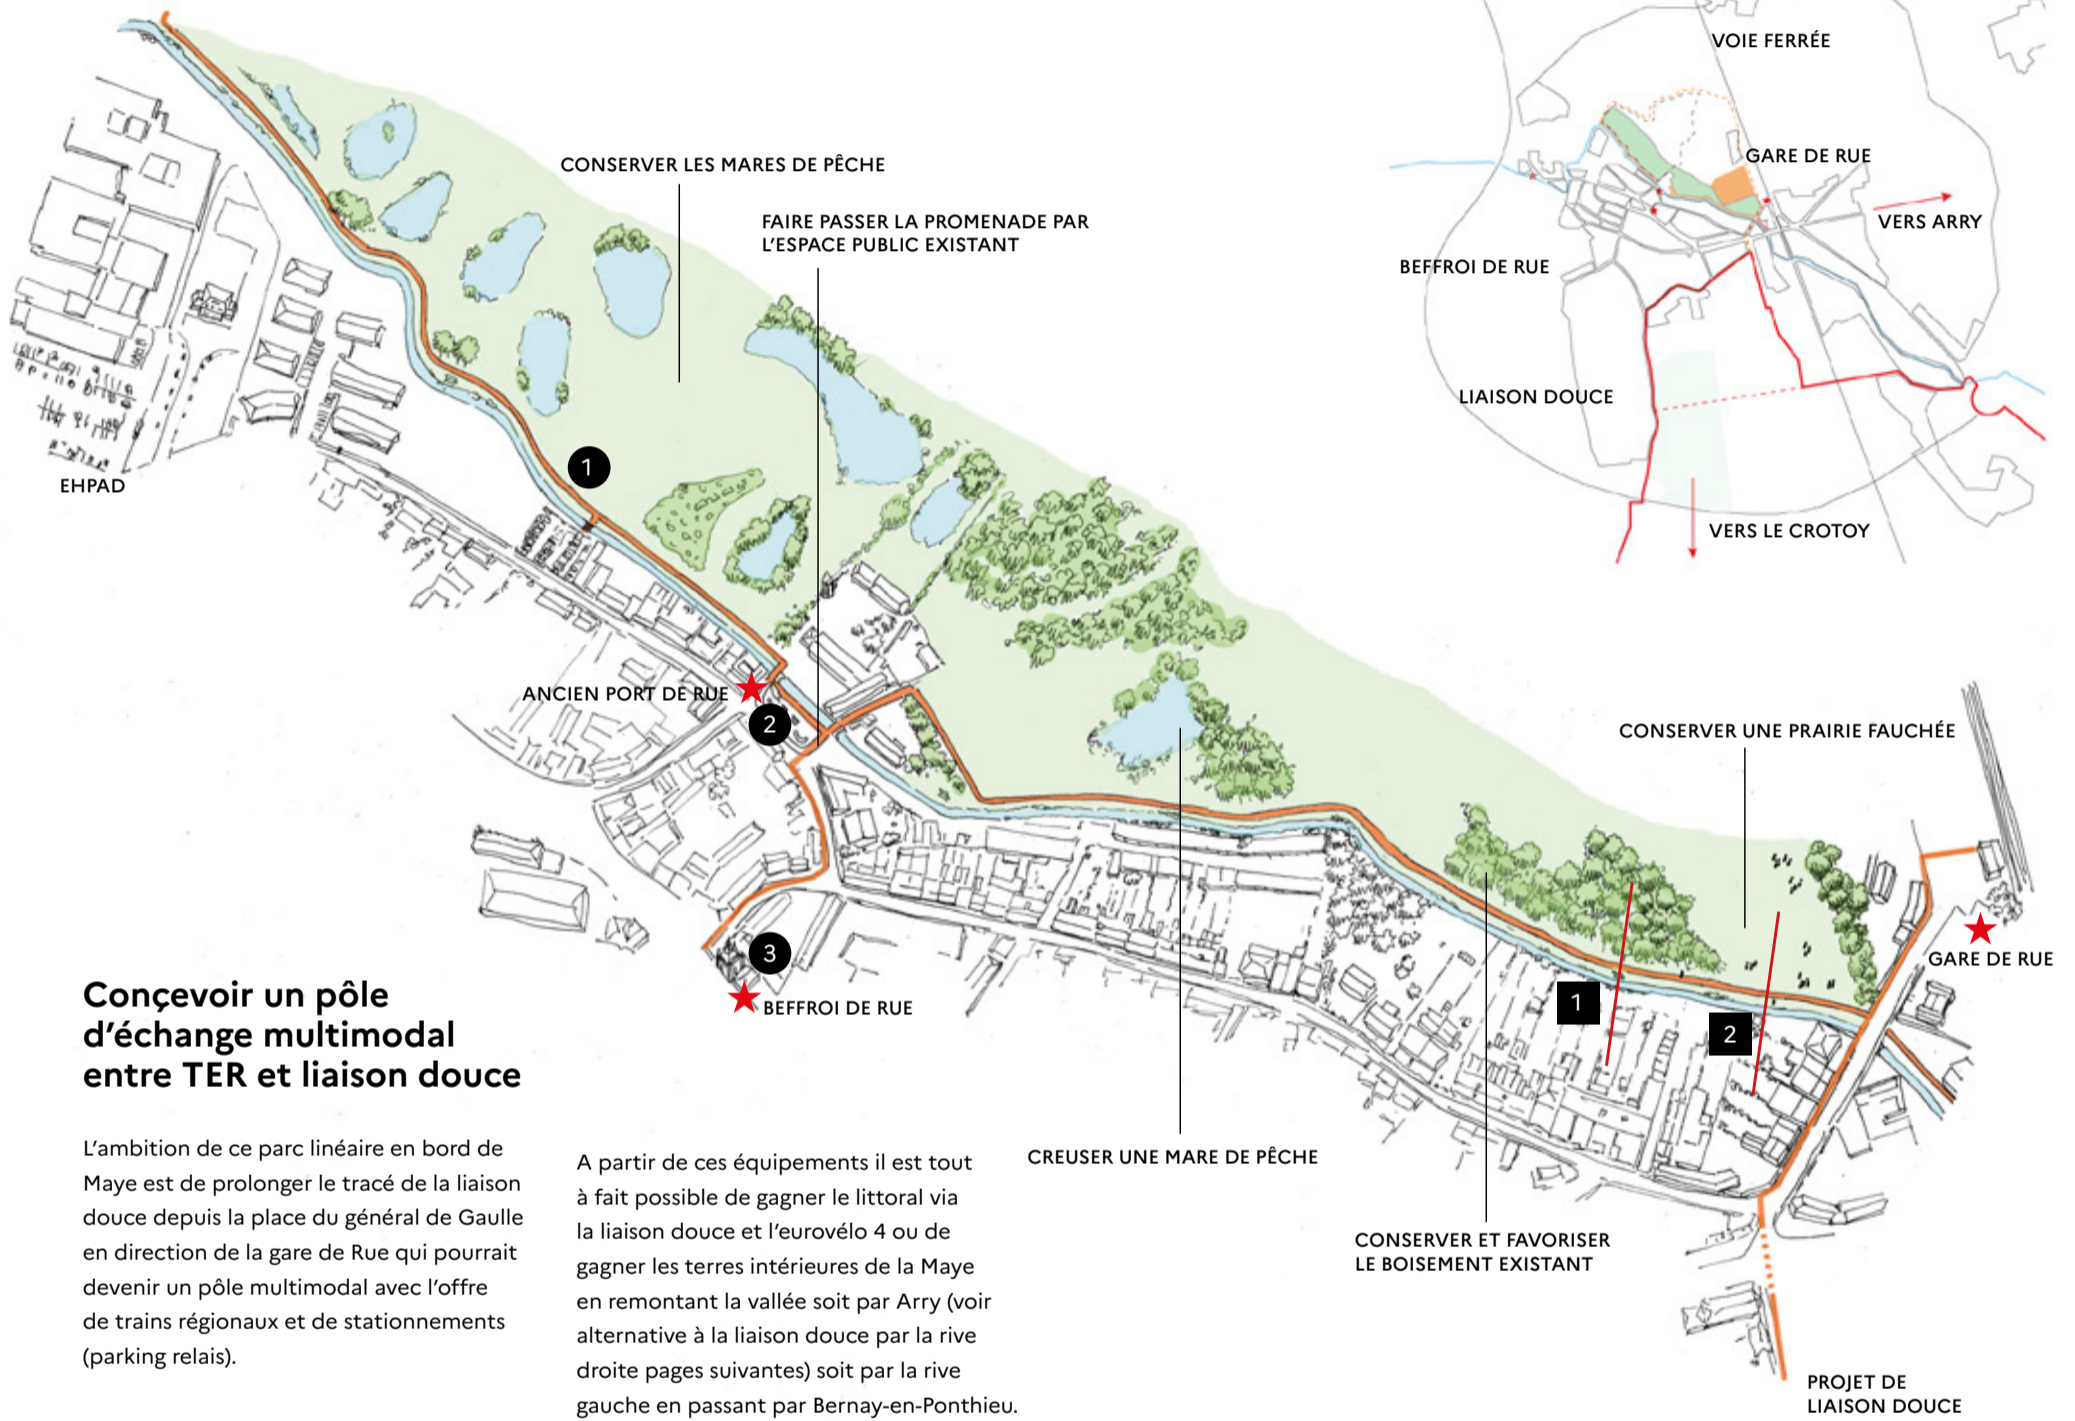 VOIE FERRÉE
GARE DE RUE
VERS ARRY
BEFFROI DE RUE
LIAISON DOUCE
VERS LE CROTOY
CONSERVER LES MARES DE PÊCHE
FAIRE PASSER LA PROMENADE PAR
L'ESPACE PUBLIC EXISTANT
1
EHPAD
ANCIEN PORT DE RUE
2
CONSERVER UNE PRAIRIE FAUCHÉE
3
BEFFROI DE RUE
GARE DE RUE
1
2
CREUSER UNE MARE DE PÊCHE
CONSERVER ET FAVORISER
LE BOISEMENT EXISTANT
PROJET DE
LIAISON DOUCE
Conçevoir un pôle
d'échange multimodal
entre TER et liaison douce
L'ambition de ce parc linéaire en bord de
Maye est de prolonger le tracé de la liaison
douce depuis la place du général de Gaulle
en direction de la gare de Rue qui pourrait
devenir un pôle multimodal avec l'offre
de trains régionaux et de stationnements
(parking relais).
A partir de ces équipements il est tout
à fait possible de gagner le littoral via
la liaison douce et l'eurovélo 4 ou de
gagner les terres intérieures de la Maye
en remontant la vallée soit par Arry (voir
alternative à la liaison douce par la rive
droite pages suivantes) soit par la rive
gauche en passant par Bernay-en-Ponthieu.